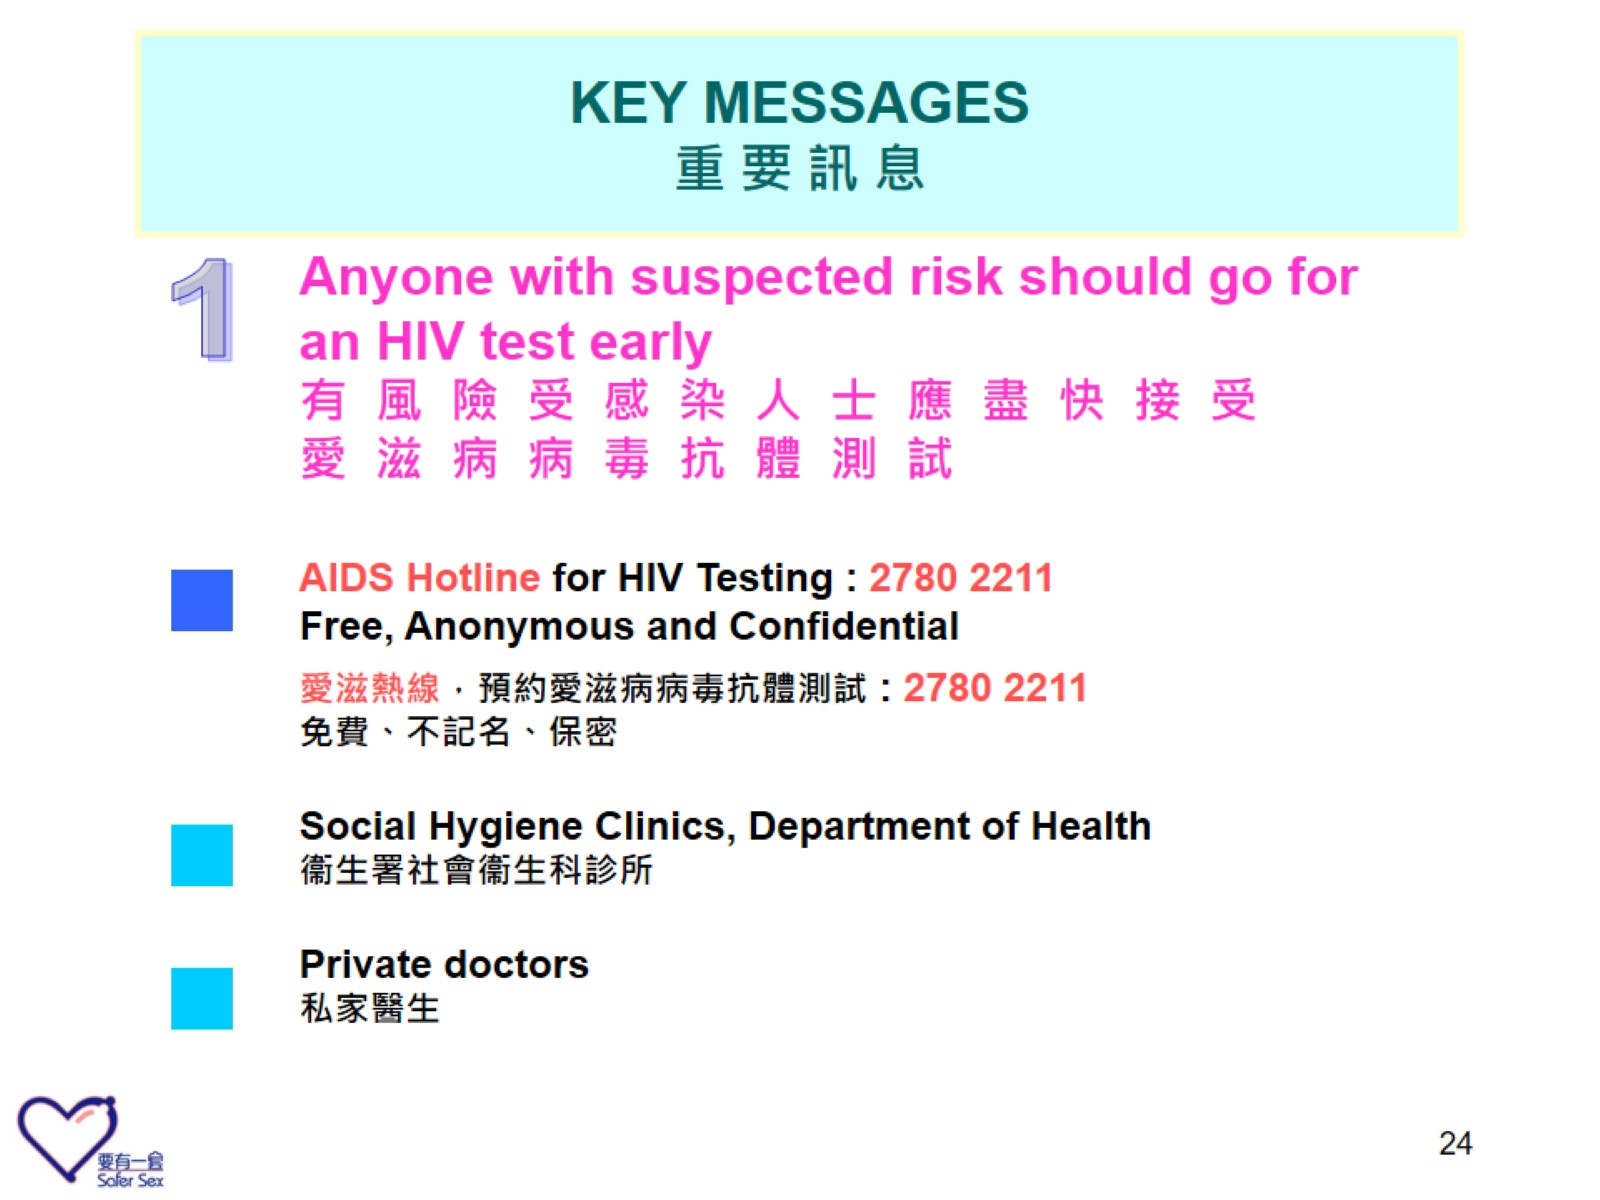 KEY MESSAGES
重要訊息
1
Anyone with suspected risk should go for
an HIV test early
有風險受感染人士應盡快接受
愛滋病病毒抗體測試
AIDS Hotline for HIV Testing : 2780 2211
Free, Anonymous and Confidential
愛滋熱線，預約愛滋病病毒抗體測試 : 2780 2211
免費、不記名、保密
Social Hygiene Clinics, Department of Health
衞生署社會衞生科診所
Private doctors
私家醫生
要有一套
Safer Sex
24